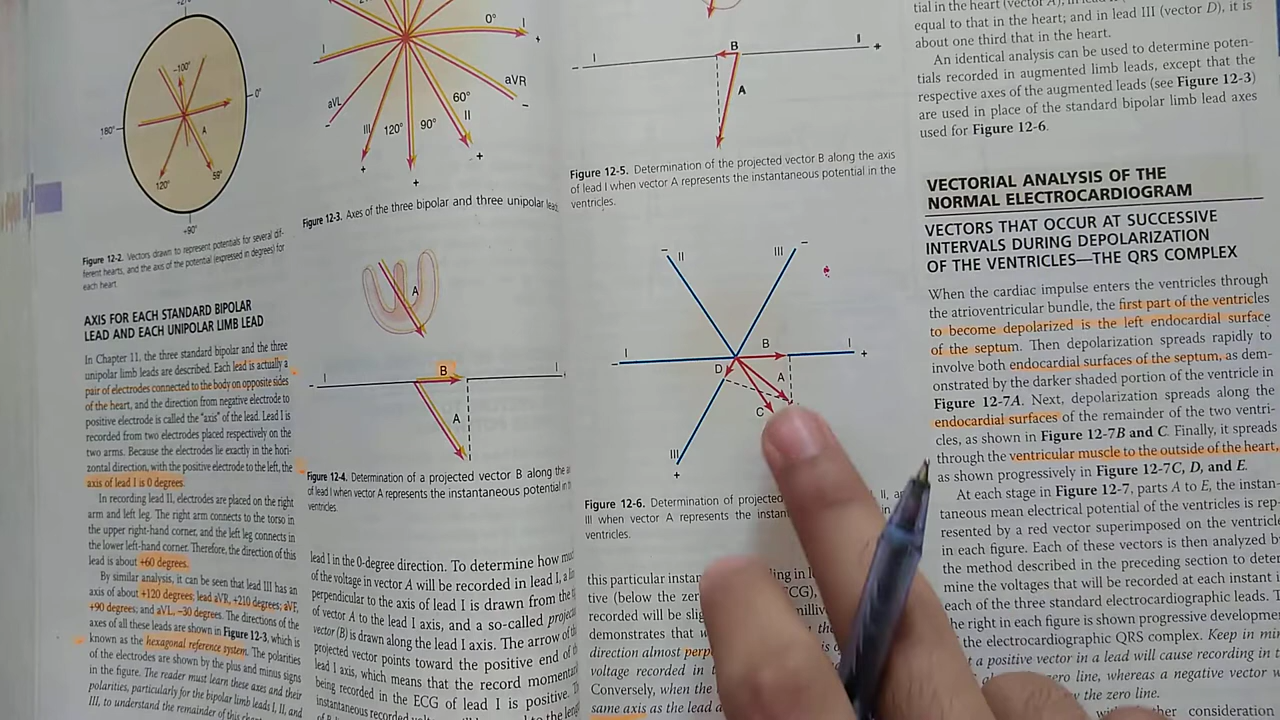 +270°
-100°
0°
180°
A
120°
59°
+90°
Figure 12-2. Vectors drawn to represent potentials for several dif-
ferent hearts, and the axis of the potential (expressed in degrees) for
each heart.
AXIS FOR EACH STANDARD BIPOLAR
LEAD AND EACH UNIPOLAR LIMB LEAD
In Chapter 11, the three standard bipolar and the three
unipolar limb leads are described. Each lead is actually a
pair of electrodes connected to the body on opposite sides
of the heart, and the direction from negative electrode to
positive electrode is called the "axis" of the lead. Lead I is
recorded from two electrodes placed respectively on the
two arms. Because the electrodes lie exactly in the hori-
zontal direction, with the positive electrode to the left, the
axis of lead I is 0 degrees.
In recording lead II, electrodes are placed on the right
arm and left leg. The right arm connects to the torso in
the upper right-hand corner, and the left leg connects in
the lower left-hand corner. Therefore, the direction of this
lead is about +60 degrees.
By similar analysis, it can be seen that lead III has an
axis of about +120 degrees; lead aVR, +210 degrees; aVF,
+90 degrees; and aVL, −30 degrees. The directions of the
axes of all these leads are shown in Figure 12-3, which is
known as the hexagonal reference system. The polarities
of the electrodes are shown by the plus and minus signs
in the figure. The reader must learn these axes and their
polarities, particularly for the bipolar limb leads I, II, and
III, to understand the remainder of this
0° I
+
I
aVR
−
aVL
−
60°
II
III 120° 90°
+
+
+
Figure 12-3. Axes of the three bipolar and three unipolar
A
B
I I
− A
Figure 12-4. Determination of a projected vector B along the
of lead I when vector A represents the instantaneous potential in
ventricles.
lead I in the 0-degree direction. To determine how
of the voltage in vector A will be recorded in lead I, a
perpendicular to the axis of lead I is drawn from the
of vector A to the lead I axis, and a so-called
vector (B) is drawn along the lead I axis. The arrow of
projected vector points toward the positive end of
lead I axis, which means that the record
being recorded in the ECG of lead I is positive.
instantaneous recorded
B
I I
− +
A
Figure 12-5. Determination of the projected vector B along the axis
of lead I when vector A represents the instantaneous potential in the
ventricles.
− −
II III
B
I I
+
D A
C
III
+
Figure 12-6. Determination of projected II,
III when vector A represents the in
ventricles.
this particular in
tive (below the
recorded will be
demonstrates that
direction almost
voltage recorded in
Conversely, when the
same axis as the lead
tial in the heart (vector
equal to that in the heart; and in lead III (vector D), it is
about one third that in the heart.
An identical analysis can be used to determine poten-
tials recorded in augmented limb leads, except that the
respective axes of the augmented leads (see Figure 12-3)
are used in place of the standard bipolar limb lead axes
used for Figure 12-6.
VECTORIAL ANALYSIS OF THE
NORMAL ELECTROCARDIOGRAM
VECTORS THAT OCCUR AT SUCCESSIVE
INTERVALS DURING DEPOLARIZATION
OF THE VENTRICLES—THE QRS COMPLEX
When the cardiac impulse enters the ventricles through
the atrioventricular bundle, the first part of the ventricles
to become depolarized is the left endocardial surface
of the septum. Then depolarization spreads rapidly to
involve both endocardial surfaces of the septum, as dem-
onstrated by the darker shaded portion of the ventricle in
Figure 12-7A. Next, depolarization spreads along the
endocardial surfaces of the remainder of the two ventri-
cles, as shown in Figure 12-7B and C. Finally, it spreads
through the ventricular muscle to the outside of the heart,
as shown progressively in Figure 12-7C, D, and E.
At each stage in Figure 12-7, parts A to E, the instan-
taneous mean electrical potential of the ventricles is rep-
resented by a red vector superimposed on the
in each figure. Each of these vectors is then analyzed
the method described in the preceding section to
mine the voltages that will be recorded at each instant
each of the three standard electrocardiographic leads.
the right in each figure is shown progressive
the electrocardiographic QRS complex. Keep in
a positive vector in a lead will cause recording in
zero line, whereas a negative vector
the zero line.
consideration